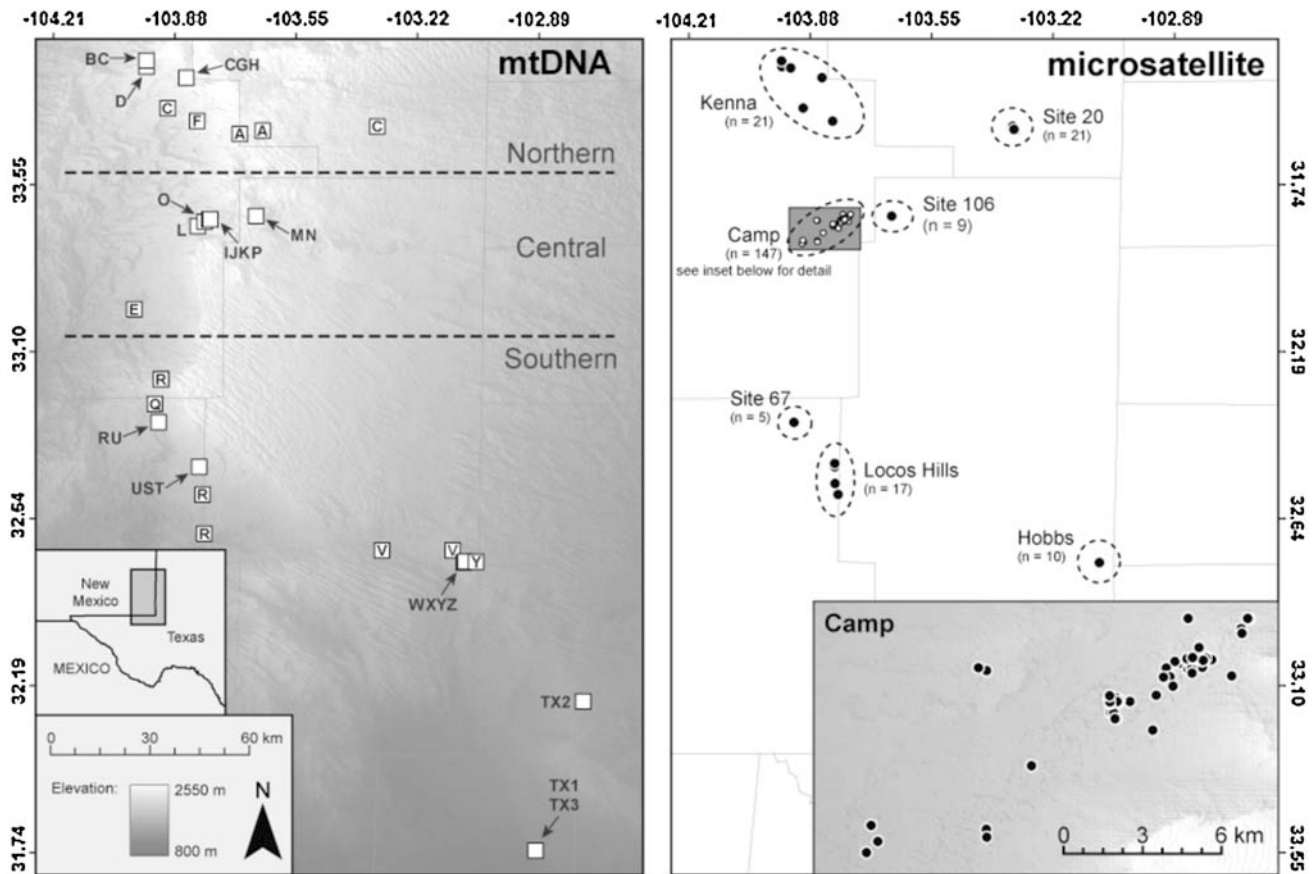 -104.21 -103.88 -103.55 -103.22 -102.89
-104.21 -103.88 -103.55 -103.22 -102.89
mtDNA
BC
CGH
D
C
F
A
A
C
Northern
33.55
O
L
IJKP
MN
Central
E
33.10
Southern
R
Q
RU
UST
R
R
32.54
V
V
Y
WXYZ
New
Mexico
Texas
MEXICO
32.19
TX2
0 30 60 km
Elevation:
2550 m
800 m
N
TX1
TX3
31.74
microsatellite
Kenna
(n = 21)
Site 20
(n = 21)
31.74
Site 106
(n = 9)
Camp
(n = 147)
see inset below for detail
32.19
Site 67
(n = 5)
Locos Hills
(n = 17)
32.64
Hobbs
(n = 10)
Camp
33.10
0 3 6 km
33.55